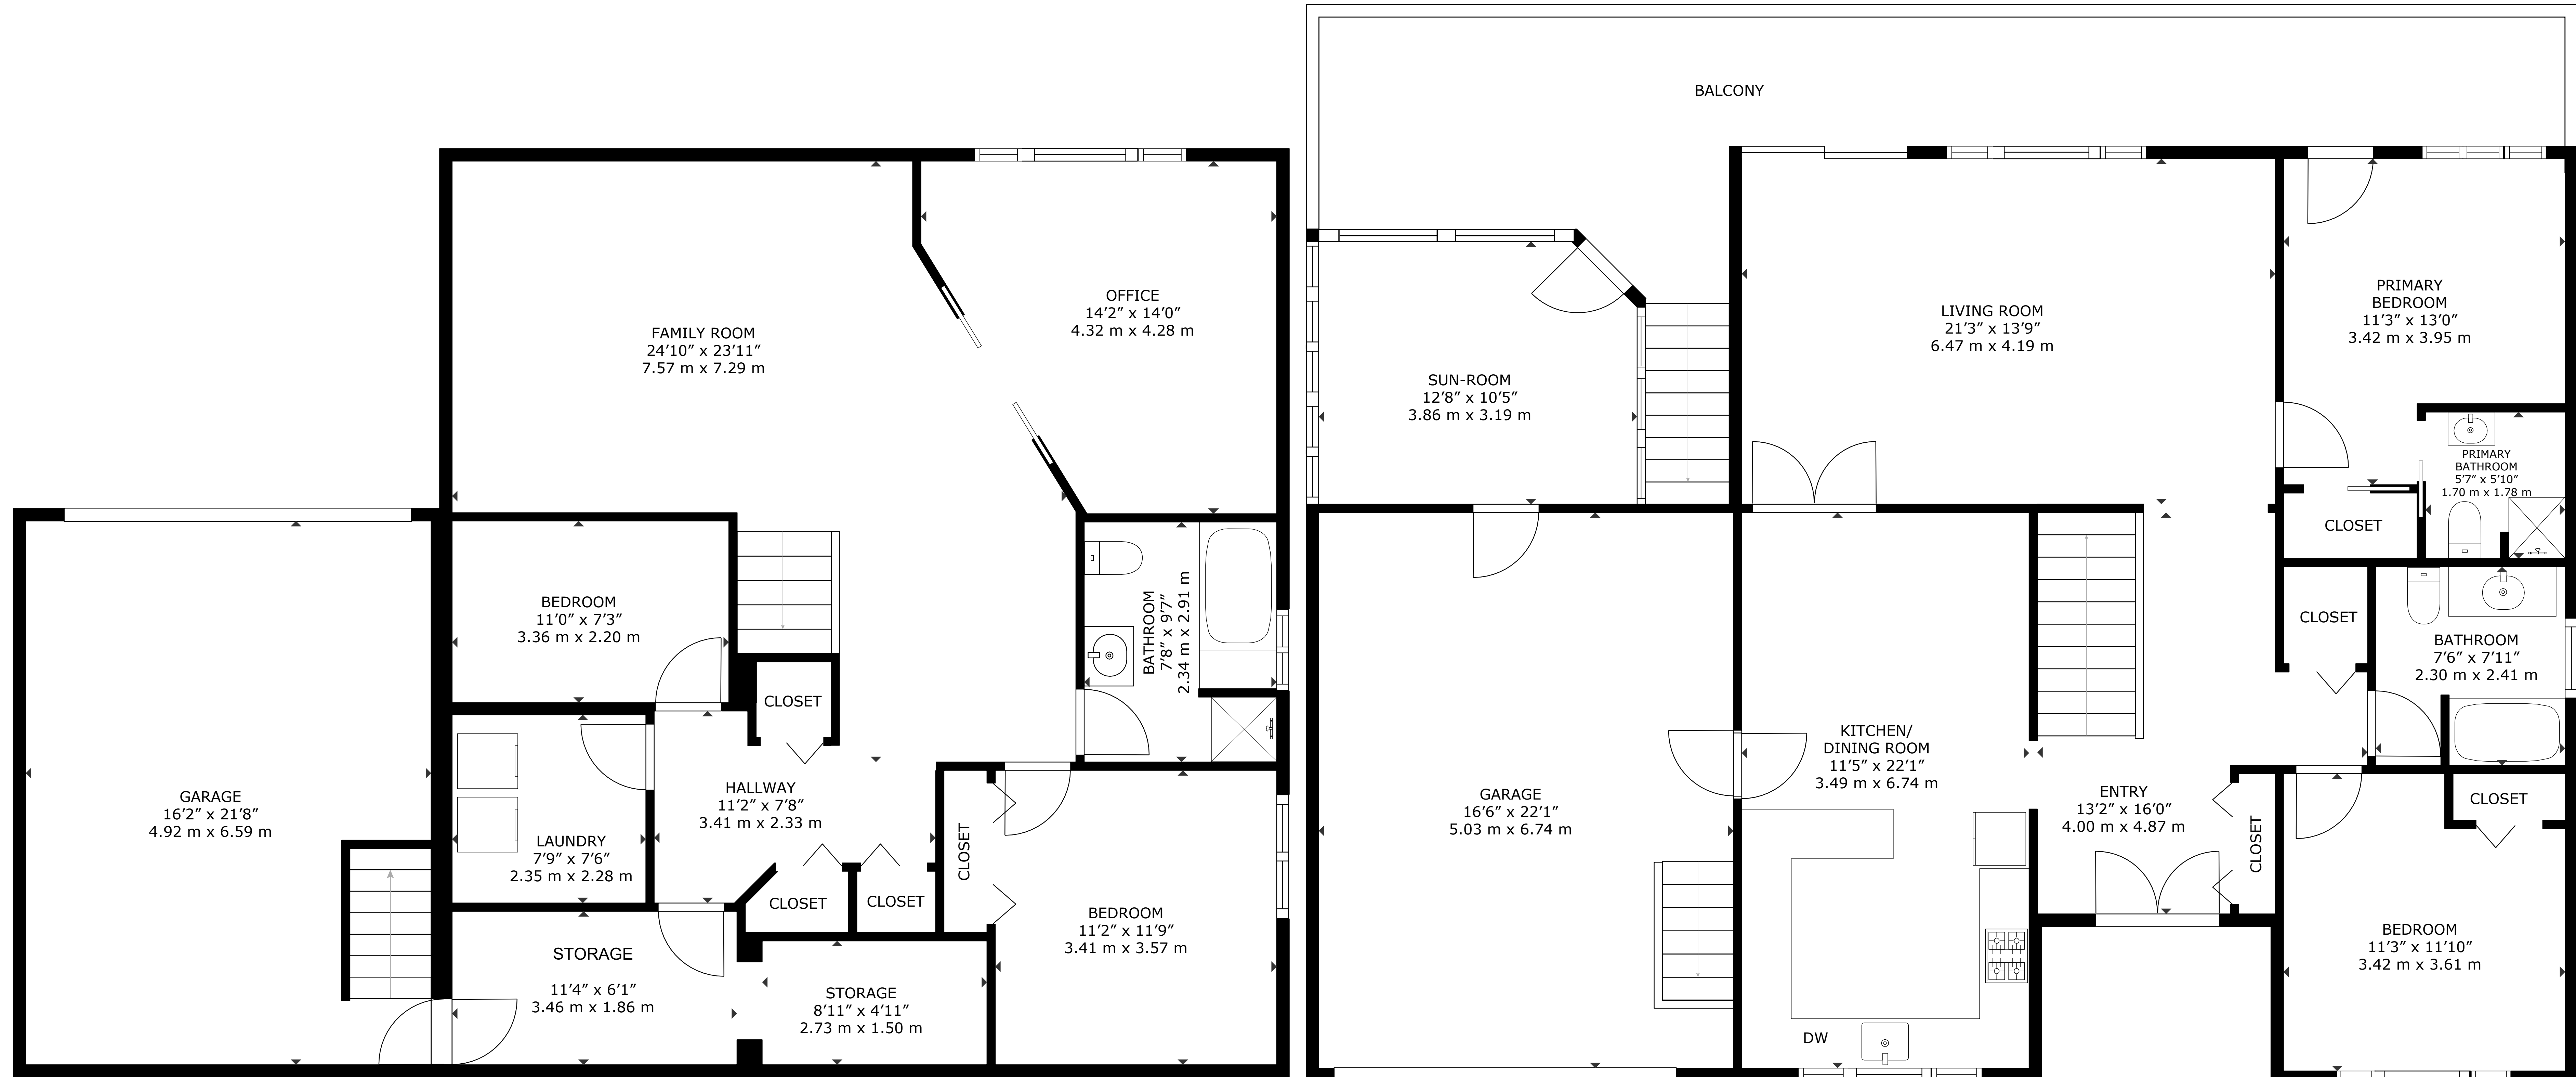 FAMILY ROOM
24′10″ x 23′11″
7.57 m x 7.29 m
OFFICE
14′2″ x 14′0″
4.32 m x 4.28 m
BEDROOM
11′0″ x 7′3″
3.36 m x 2.20 m
BATHROOM
7′8″ x 9′7″
2.34 m x 2.91 m
CLOSET
GARAGE
16′2″ x 21′8″
4.92 m x 6.59 m
LAUNDRY
7′9″ x 7′6″
2.35 m x 2.28 m
HALLWAY
11′2″ x 7′8″
3.41 m x 2.33 m
CLOSET
CLOSET
CLOSET
BEDROOM
11′2″ x 11′9″
3.41 m x 3.57 m
STORAGE
11′4″ x 6′1″
3.46 m x 1.86 m
STORAGE
8′11″ x 4′11″
2.73 m x 1.50 m
BALCONY
SUN-ROOM
12′8″ x 10′5″
3.86 m x 3.19 m
LIVING ROOM
21′3″ x 13′9″
6.47 m x 4.19 m
PRIMARY
BEDROOM
11′3″ x 13′0″
3.42 m x 3.95 m
PRIMARY
BATHROOM
5′7″ x 5′10″
1.70 m x 1.78 m
CLOSET
CLOSET
BATHROOM
7′6″ x 7′11″
2.30 m x 2.41 m
GARAGE
16′6″ x 22′1″
5.03 m x 6.74 m
KITCHEN/
DINING ROOM
11′5″ x 22′1″
3.49 m x 6.74 m
ENTRY
13′2″ x 16′0″
4.00 m x 4.87 m
CLOSET
CLOSET
BEDROOM
11′3″ x 11′10″
3.42 m x 3.61 m
DW